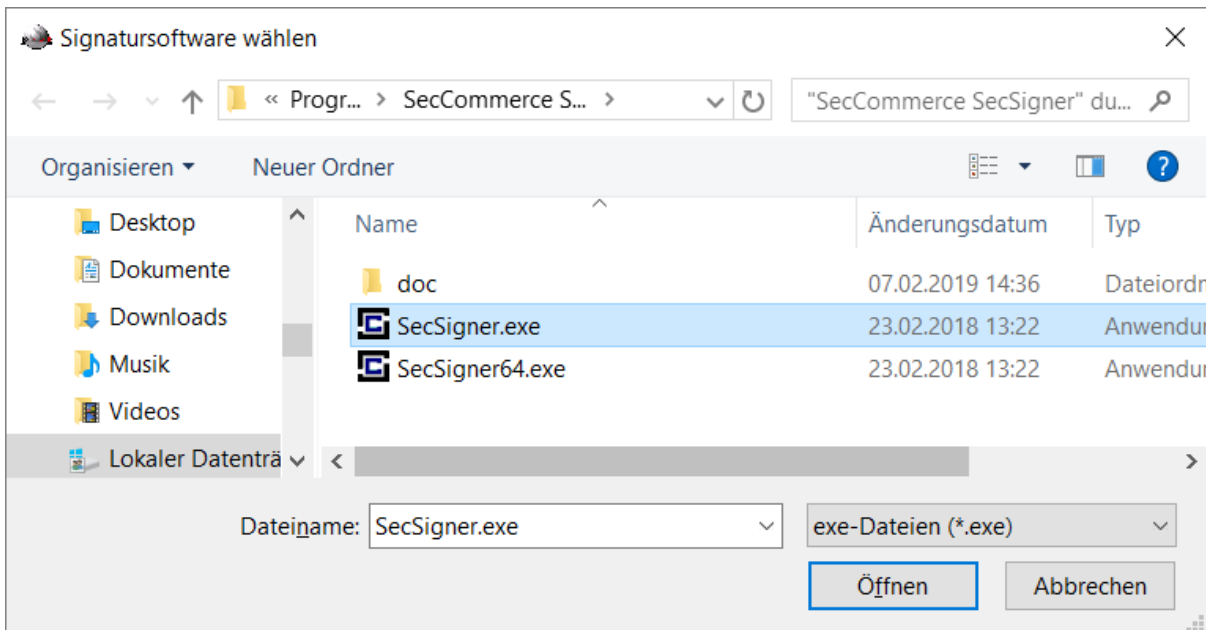 Signatursoftware wählen
« Progr... > SecCommerce S... >
"SecCommerce SecSigner" du...
Organisieren
Neuer Ordner
?
Desktop
Dokumente
Downloads
Musik
Videos
Lokaler Datenträ
Name Änderungsdatum Typ
doc 07.02.2019 14:36 Dateiordn
SecSigner.exe 23.02.2018 13:22 Anwendun
SecSigner64.exe 23.02.2018 13:22 Anwendun
Dateiname: SecSigner.exe
exe-Dateien (*.exe)
Öffnen Abbrechen